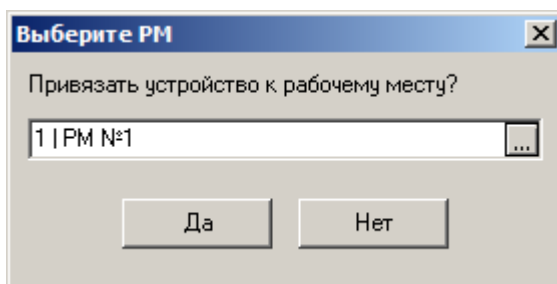 Выберите РМ
Привязать устройство к рабочему месту?
1 | РМ №1
...
Да
Нет